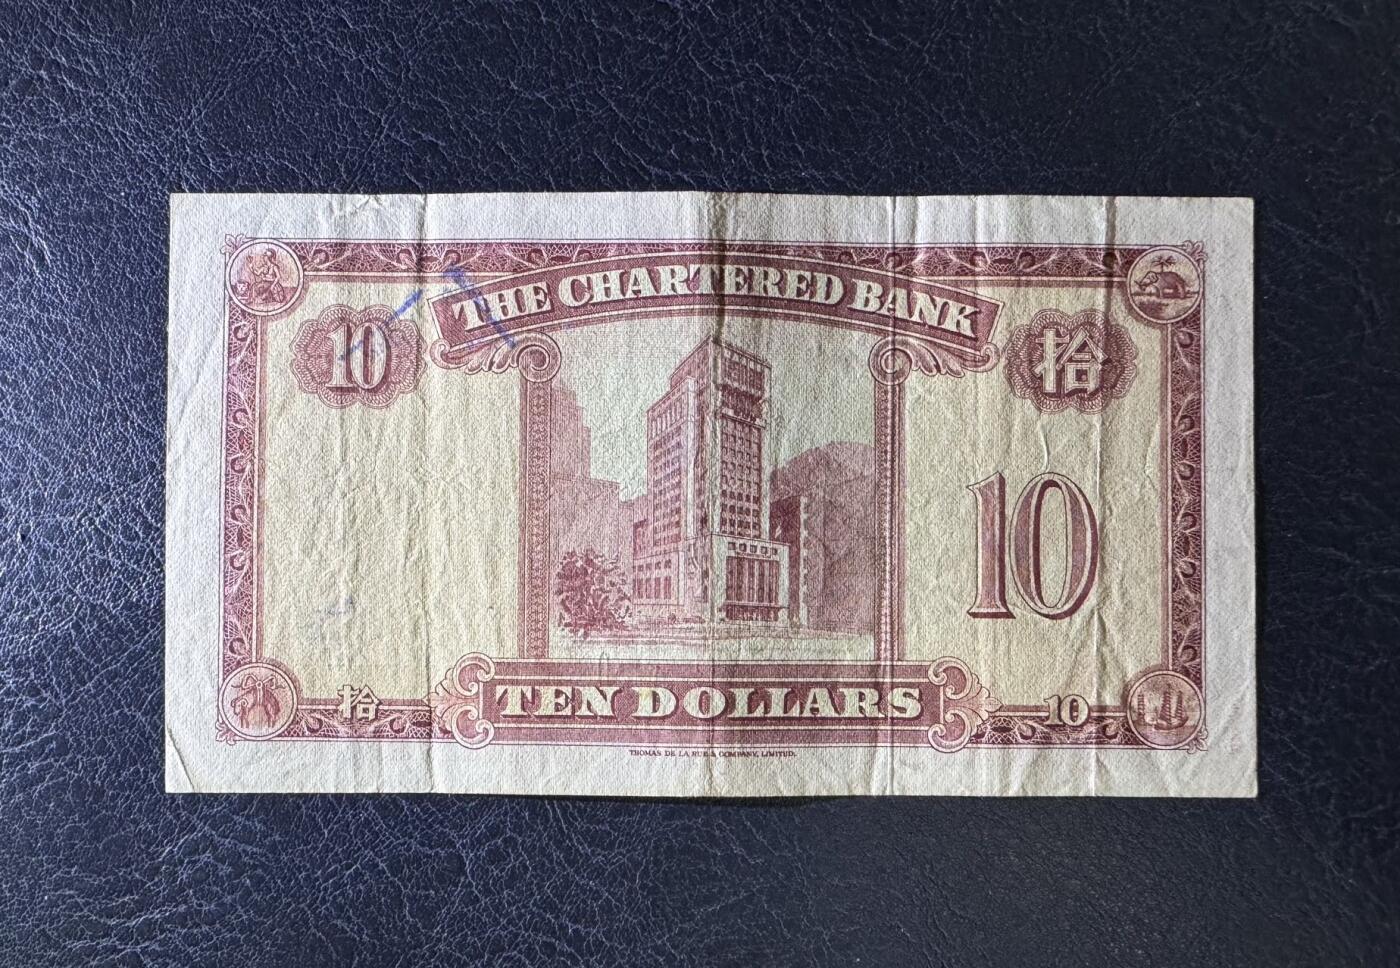 THE CHARTERED BANK
10
拾
10
TEN DOLLARS
拾
10
THOMAS DE LA RUE & COMPANY, LIMITED.